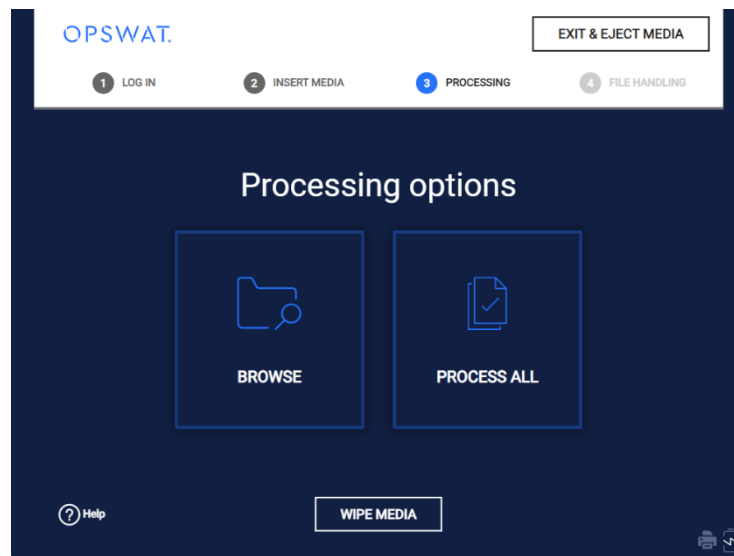 OPSWAT.
EXIT & EJECT MEDIA
1 LOG IN
2 INSERT MEDIA
3 PROCESSING
4 FILE HANDLING
Processing options
BROWSE
PROCESS ALL
? Help
WIPE MEDIA